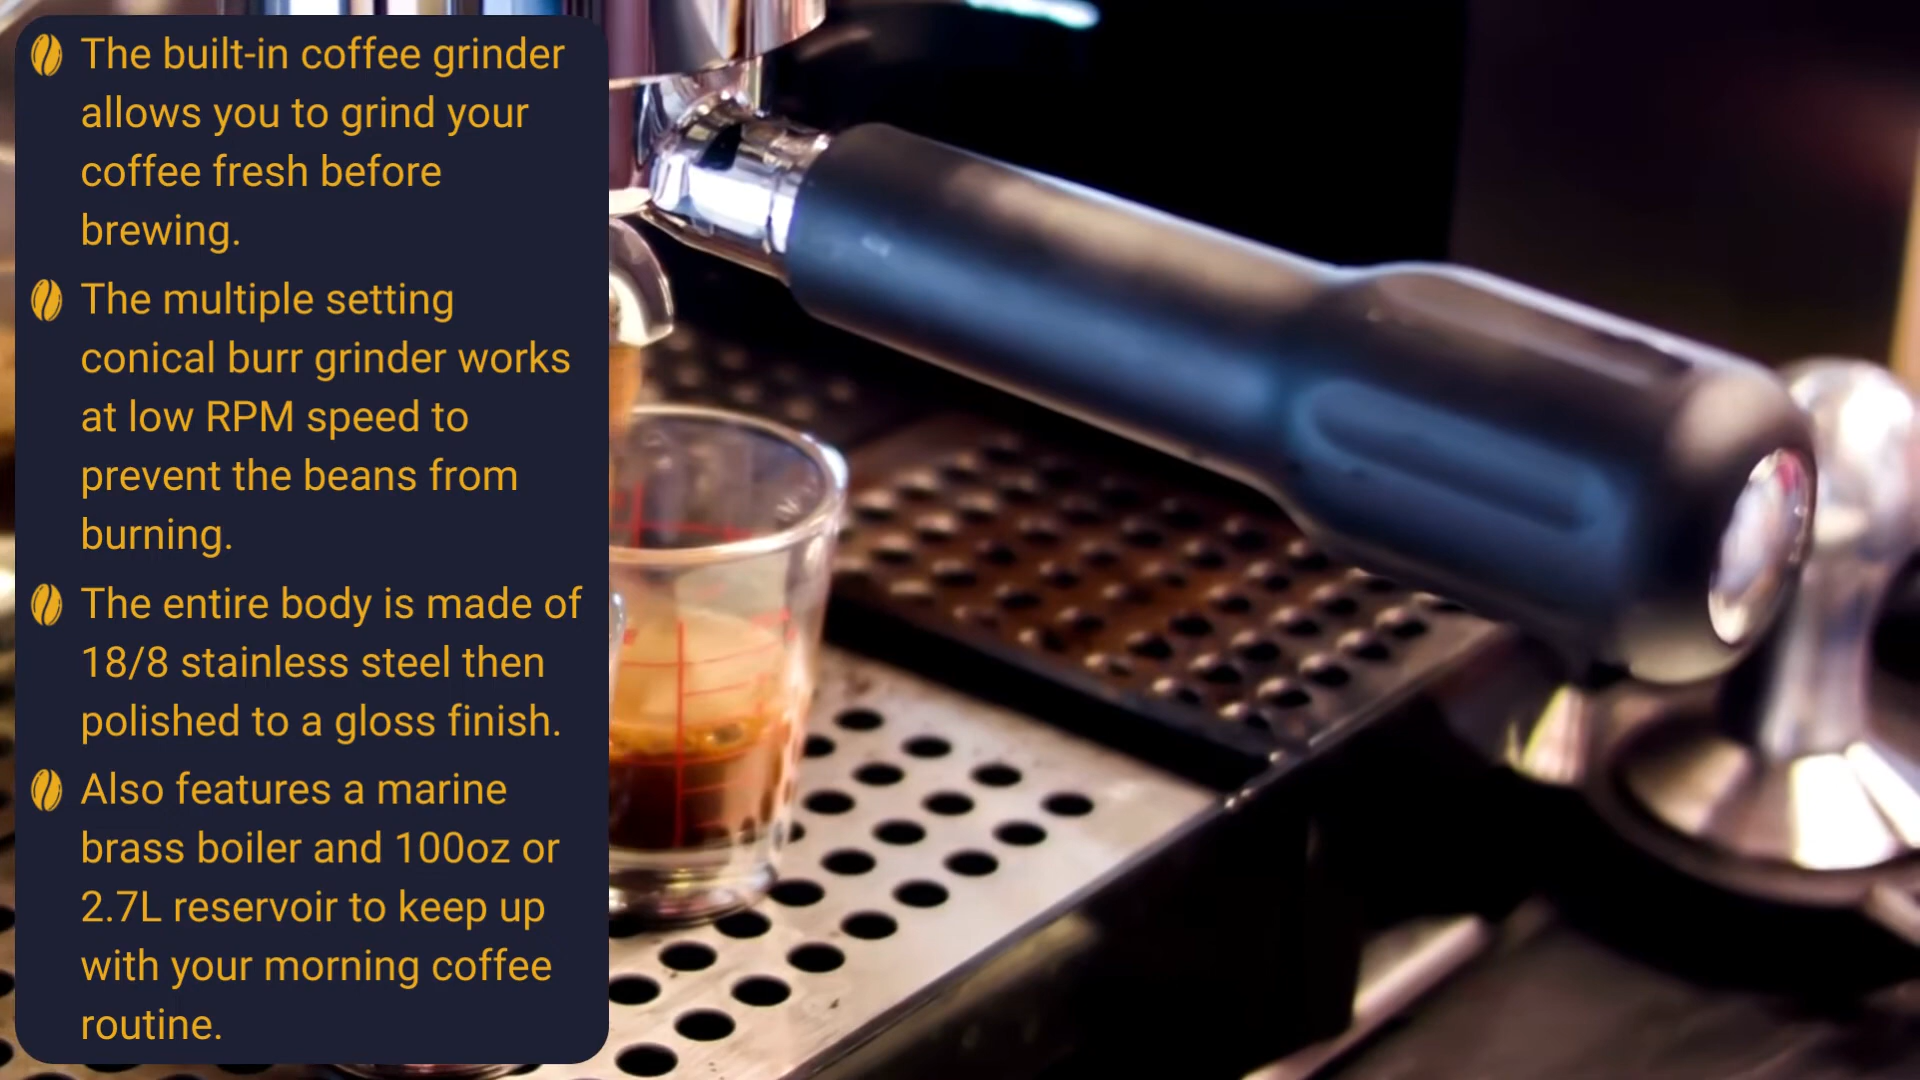 The built-in coffee grinder
allows you to grind your
coffee fresh before
brewing.
The multiple setting
conical burr grinder works
at low RPM speed to
prevent the beans from
burning.
The entire body is made of
18/8 stainless steel then
polished to a gloss finish.
Also features a marine
brass boiler and 100oz or
2.7L reservoir to keep up
with your morning coffee
routine.